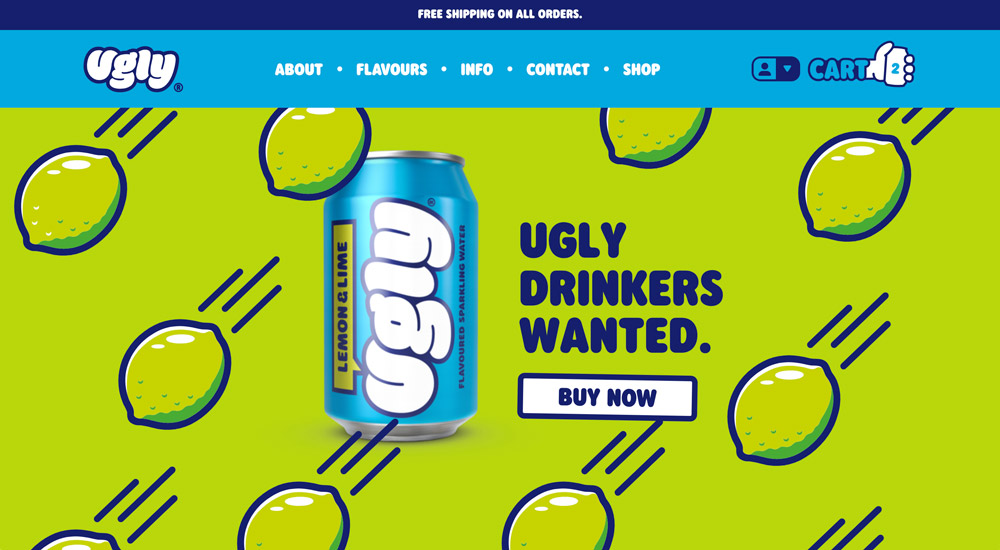 FREE SHIPPING ON ALL ORDERS.
Ugly®
ABOUT • FLAVOURS • INFO • CONTACT • SHOP
CART 2
LEMON & LIME
Ugly®
FLAVOURED SPARKLING WATER
UGLY
DRINKERS
WANTED.
BUY NOW